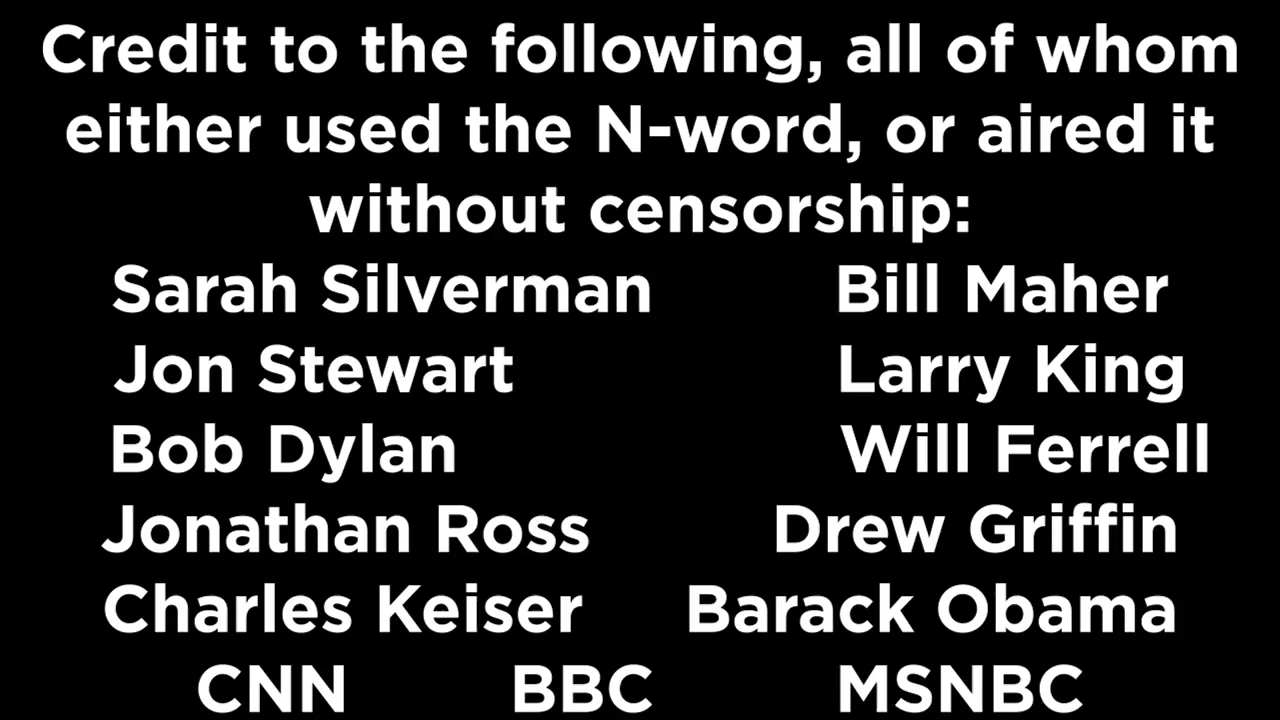 Credit to the following, all of whom
either used the N-word, or aired it
without censorship:
Sarah Silverman Bill Maher
Jon Stewart Larry King
Bob Dylan Will Ferrell
Jonathan Ross Drew Griffin
Charles Keiser Barack Obama
CNN BBC MSNBC